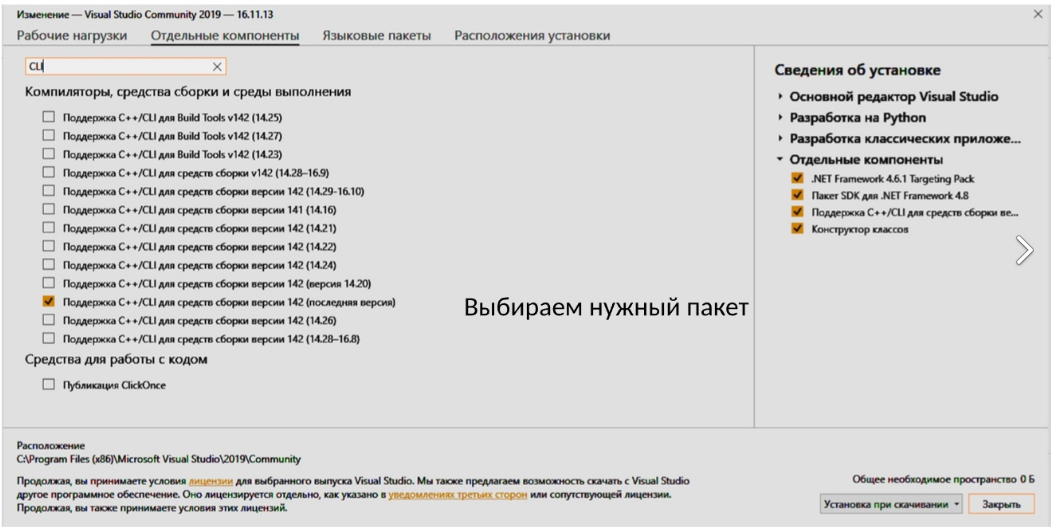 Изменение — Visual Studio Community 2019 — 16.11.13
Рабочие нагрузки Отдельные компоненты Языковые пакеты Расположения установки
CLI
Компиляторы, средства сборки и среды выполнения
Поддержка C++/CLI для Build Tools v142 (14.25)
Поддержка C++/CLI для Build Tools v142 (14.27)
Поддержка C++/CLI для Build Tools v142 (14.23)
Поддержка C++/CLI для средств сборки v142 (14.28–16.9)
Поддержка C++/CLI для средств сборки версии 142 (14.29-16.10)
Поддержка C++/CLI для средств сборки версии 141 (14.16)
Поддержка C++/CLI для средств сборки версии 142 (14.21)
Поддержка C++/CLI для средств сборки версии 142 (14.22)
Поддержка C++/CLI для средств сборки версии 142 (14.24)
Поддержка C++/CLI для средств сборки версии 142 (версия 14.20)
Поддержка C++/CLI для средств сборки версии 142 (последняя версия)
Поддержка C++/CLI для средств сборки версии 142 (14.26)
Поддержка C++/CLI для средств сборки версии 142 (14.28–16.8)
Средства для работы с кодом
Публикация ClickOnce
Выбираем нужный пакет
Сведения об установке
Основной редактор Visual Studio
Разработка на Python
Разработка классических приложе...
Отдельные компоненты
.NET Framework 4.6.1 Targeting Pack
Пакет SDK для .NET Framework 4.8
Поддержка C++/CLI для средств сборки ве...
Конструктор классов
Расположение
C:\Program Files (x86)\Microsoft Visual Studio\2019\Community
Продолжая, вы принимаете условия лицензии для выбранного выпуска Visual Studio. Мы также предлагаем возможность скачать с Visual Studio
другое программное обеспечение. Оно лицензируется отдельно, как указано в уведомлениях третьих сторон или сопутствующей лицензии.
Продолжая, вы также принимаете условия этих лицензий.
Общее необходимое пространство 0 Б
Установка при скачивании Закрыть